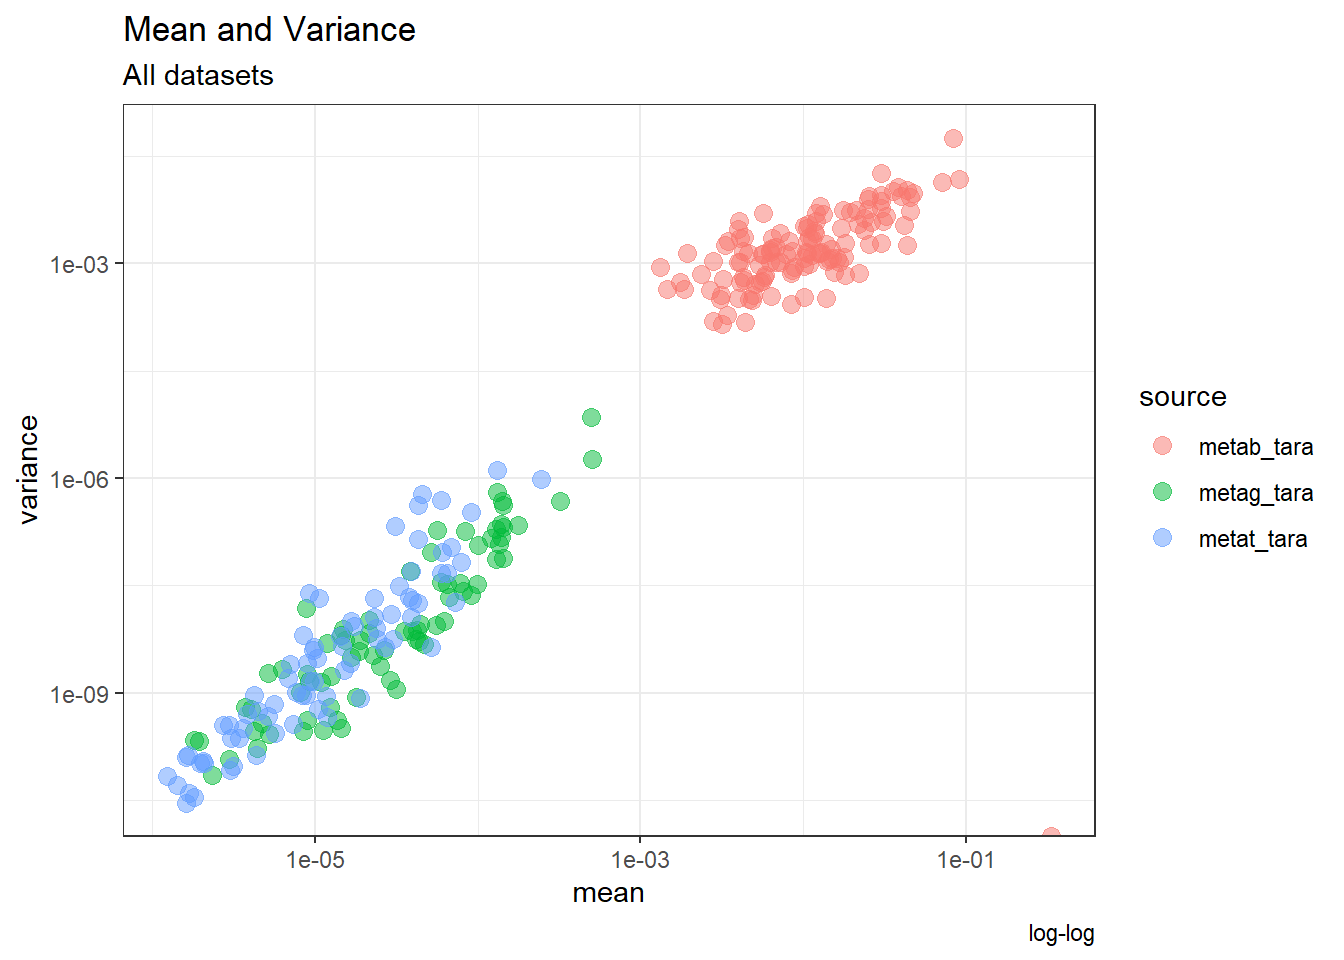 Mean and Variance
All datasets
variance
1e-03
1e-06
1e-09
1e-05
1e-03
1e-01
mean
log-log
source
metab_tara
metag_tara
metat_tara